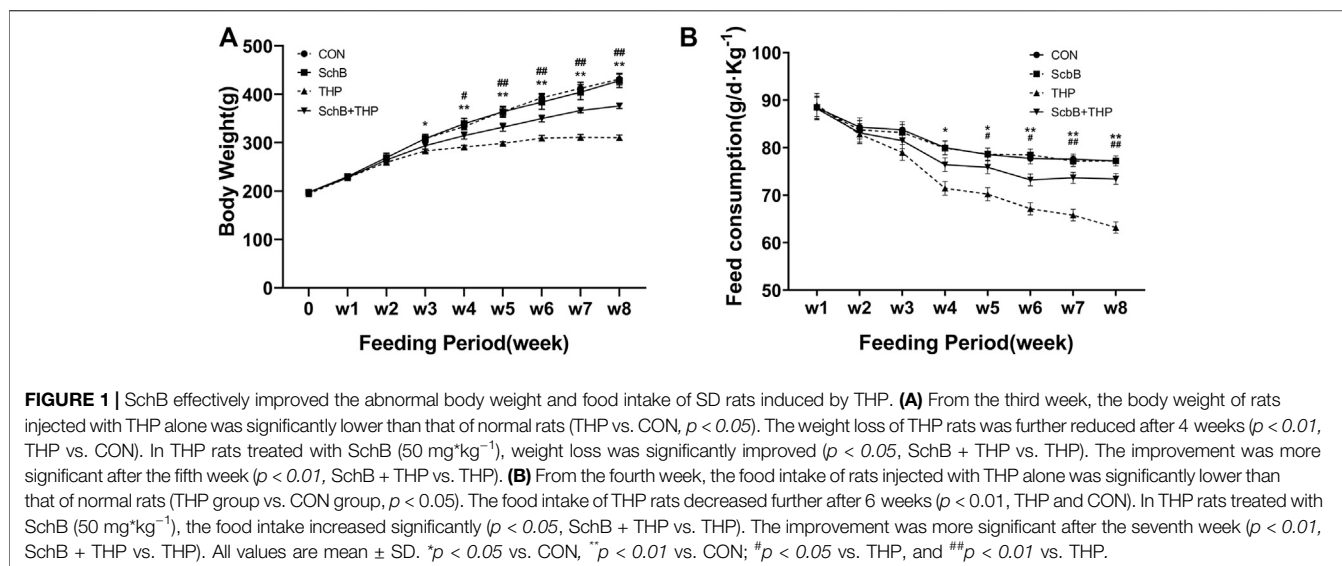 A
500
400
300
200
100
0
Body Weight(g)
CON
SchB
THP
SchB+THP
*
#
**
##
**
##
**
##
**
##
**
0 w1 w2 w3 w4 w5 w6 w7 w8
Feeding Period(week)
B
100
90
80
70
60
50
Feed consumption(g/d·Kg⁻¹)
CON
ScbB
THP
ScbB+THP
*
*
#
**
#
**
##
**
##
w1 w2 w3 w4 w5 w6 w7 w8
Feeding Period(week)
FIGURE 1 | SchB effectively improved the abnormal body weight and food intake of SD rats induced by THP. (A) From the third week, the body weight of rats
injected with THP alone was significantly lower than that of normal rats (THP vs. CON, p < 0.05). The weight loss of THP rats was further reduced after 4 weeks (p < 0.01,
THP vs. CON). In THP rats treated with SchB (50 mg*kg⁻¹), weight loss was significantly improved (p < 0.05, SchB + THP vs. THP). The improvement was more
significant after the fifth week (p < 0.01, SchB + THP vs. THP). (B) From the fourth week, the food intake of rats injected with THP alone was significantly lower than
that of normal rats (THP group vs. CON group, p < 0.05). The food intake of THP rats decreased further after 6 weeks (p < 0.01, THP and CON). In THP rats treated with
SchB (50 mg*kg⁻¹), the food intake increased significantly (p < 0.05, SchB + THP vs. THP). The improvement was more significant after the seventh week (p < 0.01,
SchB + THP vs. THP). All values are mean ± SD. *p < 0.05 vs. CON, **p < 0.01 vs. CON; #p < 0.05 vs. THP, and ##p < 0.01 vs. THP.